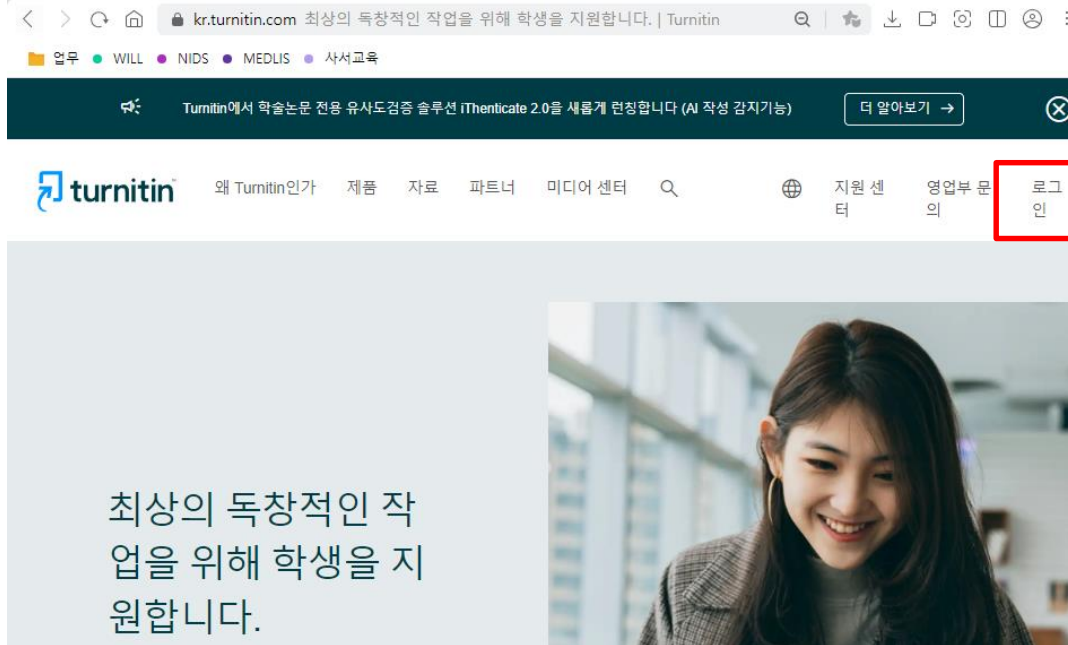 kr.turnitin.com 최상의 독창적인 작업을 위해 학생을 지원합니다. | Turnitin
업무 WILL NIDS MEDLIS 사서교육
Turnitin에서 학술논문 전용 유사도검증 솔루션 iThenticate 2.0을 새롭게 런칭합니다 (AI 작성 감지기능) 더 알아보기 →
turnitin 왜 Turnitin인가 제품 자료 파트너 미디어 센터 지원 센 영업부 문 로그
터 의 인
최상의 독창적인 작
업을 위해 학생을 지
원합니다.